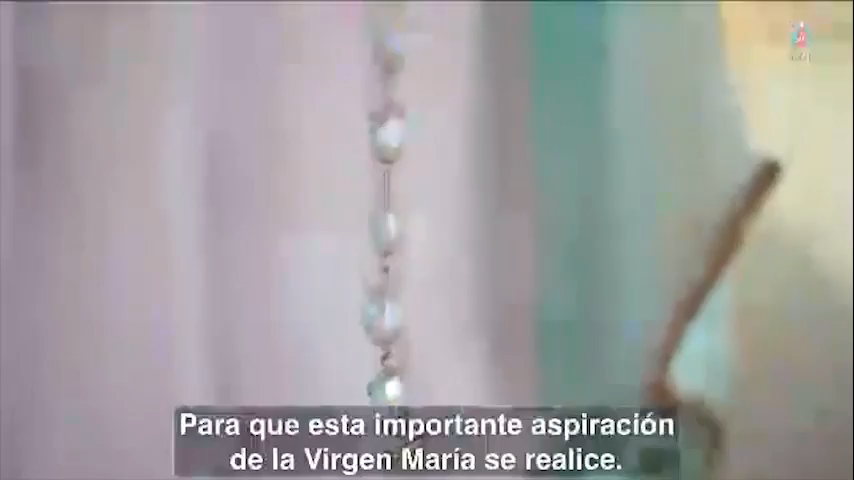 Para que esta importante aspiración
de la Virgen María se realice.